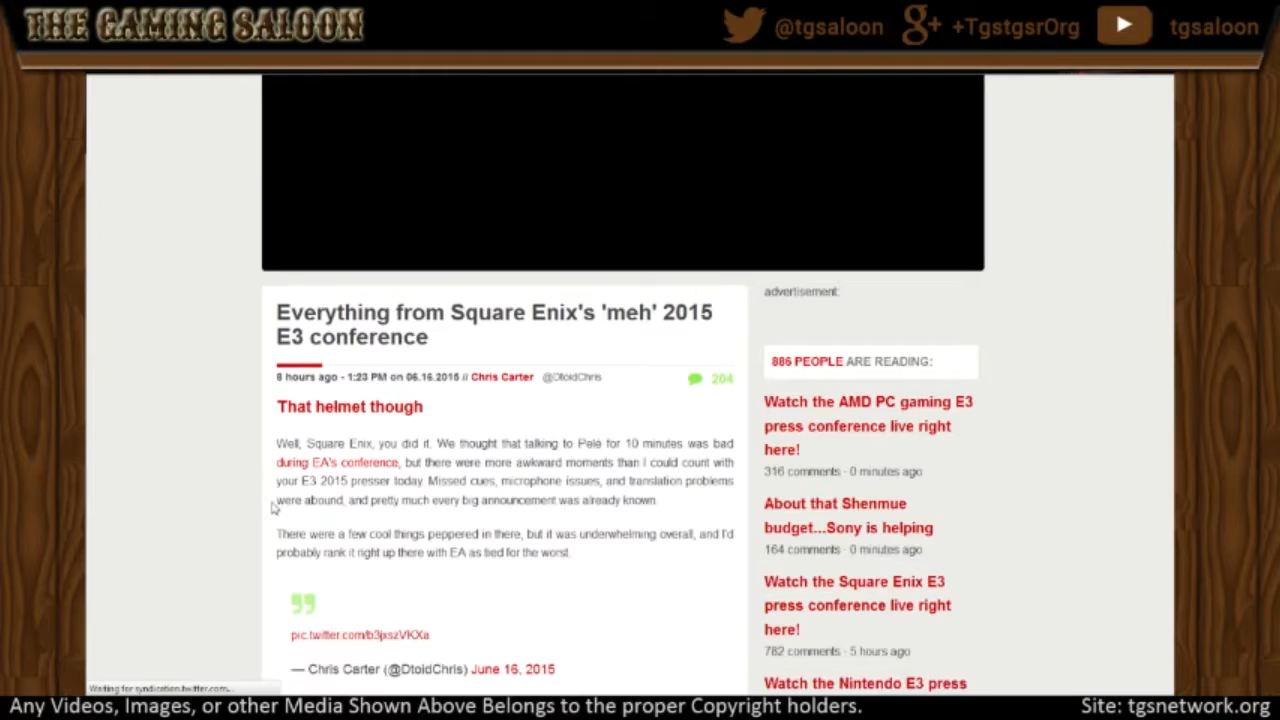 THE GAMING SALOON
@tgsaloon
+TgstgsrOrg
tgsaloon
Everything from Square Enix's 'meh' 2015
E3 conference
8 hours ago - 1:23 PM on 06.16.2015 // Chris Carter @DtoidChris
204
That helmet though
Well, Square Enix, you did it. We thought that talking to Pelé for 10 minutes was bad
during EA's conference, but there were more awkward moments than I could count with
your E3 2015 presser today. Missed cues, microphone issues, and translation problems
were abound, and pretty much every big announcement was already known.
There were a few cool things peppered in there, but it was underwhelming overall, and I'd
probably rank it right up there with EA as tied for the worst.
pic.twitter.com/b3jxszVKXa
— Chris Carter (@DtoidChris) June 16, 2015
advertisement:
886 PEOPLE ARE READING:
Watch the AMD PC gaming E3
press conference live right
here!
316 comments - 0 minutes ago
About that Shenmue
budget...Sony is helping
164 comments - 0 minutes ago
Watch the Square Enix E3
press conference live right
here!
782 comments - 5 hours ago
Watch the Nintendo E3 press
Waiting for syndication.twitter.com...
Any Videos, Images, or other Media Shown Above Belongs to the proper Copyright holders.
Site: tgsnetwork.org